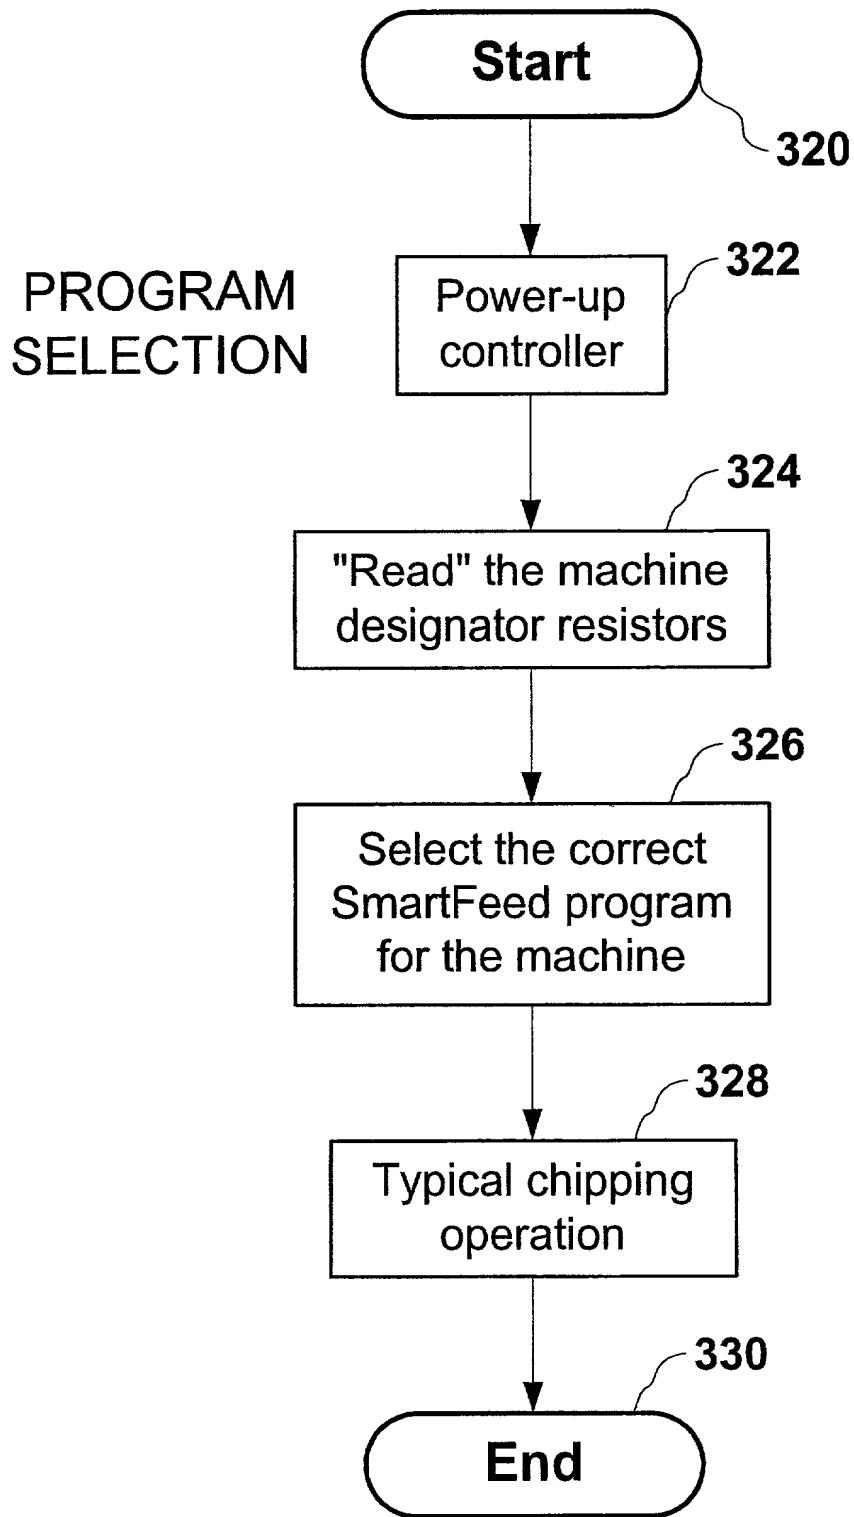 Start
320
PROGRAM
SELECTION
322
Power-up
controller
324
"Read" the machine
designator resistors
326
Select the correct
SmartFeed program
for the machine
328
Typical chipping
operation
330
End